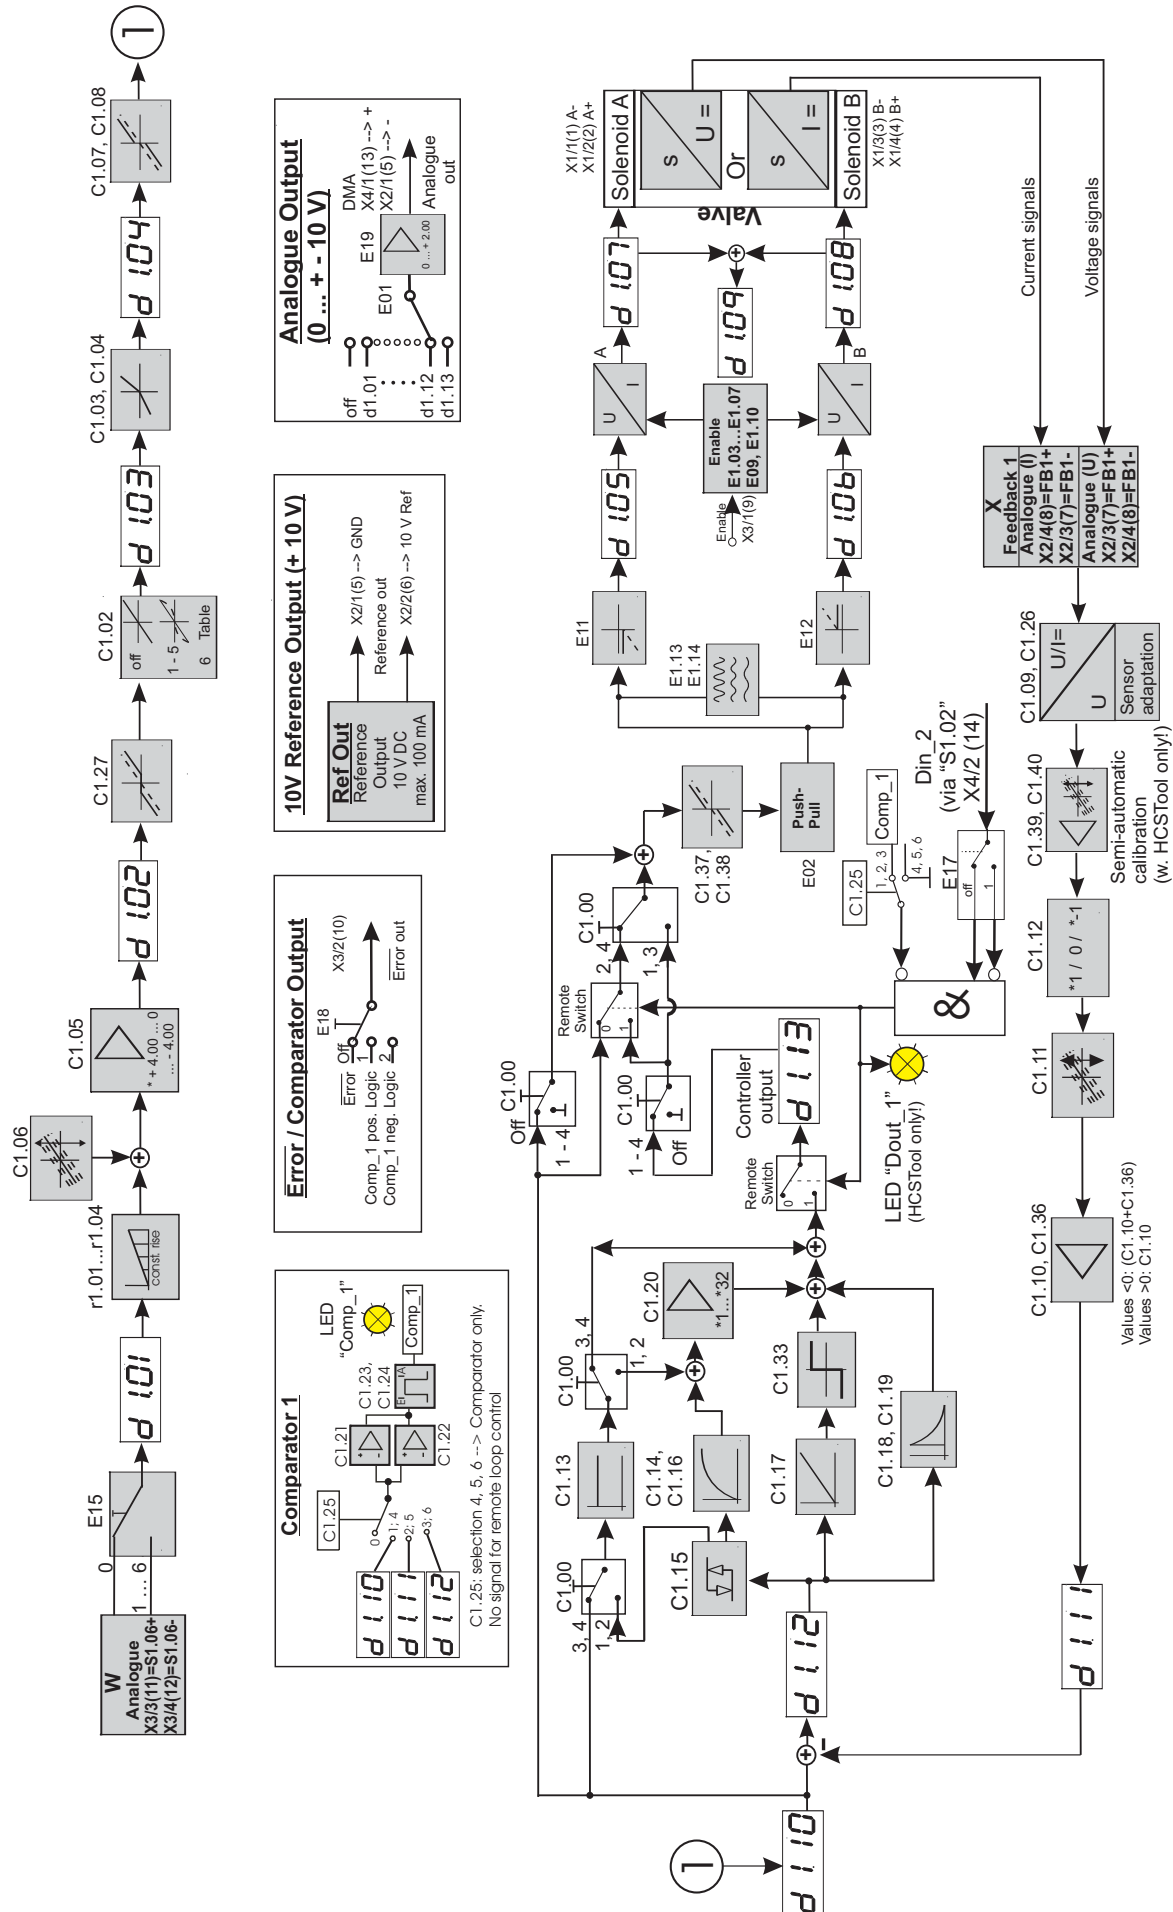 W
Analogue
X3/3(11)=S1.06+
X3/4(12)=S1.06-
0
1 ... 6
E15
d 1.01
r1.01...r1.04
const. rise
C1.06
+
C1.05
* + 4.00 ... 0
... - 4.00
d 1.02
C1.27
C1.02
off
1 - 5
6 Table
d 1.03
C1.03, C1.04
d 1.04
C1.07, C1.08
1
Comparator 1
C1.25
0
1; 4
2; 5
3; 6
d 1.10
d 1.11
d 1.12
C1.21
+
-
C1.22
+
-
C1.23,
C1.24
E
A
LED
“Comp_1”
Comp_1
C1.25: selection 4, 5, 6 --> Comparator only.
No signal for remote loop control
Error / Comparator Output
Error
Off
Comp_1 pos. Logic
1
Comp_1 neg. Logic
2
E18
X3/2(10)
Error out
10V Reference Output (+ 10 V)
Ref Out
Reference
Output
10 V DC
max. 100 mA
X2/1(5) --> GND
Reference out
X2/2(6) --> 10 V Ref
Analogue Output
(0 ... + - 10 V)
off
d1.01
d1.12
d1.13
E01
E19
0 ... + 2.00
DMA
X4/1(13) --> +
X2/1(5) --> -
Analogue
out
1
d 1.10
+
-
d 1.12
C1.00
3, 4
1, 2
C1.13
C1.00
3, 4
1, 2
C1.15
C1.14,
C1.16
+
C1.20
*1...*32
C1.17
C1.33
C1.18, C1.19
+
+
Remote
Switch
0
1
Controller
output
d 1.13
LED “Dout_1”
(HCSTool only!)
Off
C1.00
1 - 4
C1.00
1 - 4
Off
Remote
Switch
0
1
C1.00
2, 4
1, 3
+
C1.37,
C1.38
Push-
Pull
E02
C1.25
1, 2, 3
4, 5, 6
Comp_1
&
E17
off
1
Din_2
(via “S1.02”
X4/2 (14)
E11
E1.13
E1.14
E12
d 1.05
d 1.06
Enable
X3/1(9)
Enable
E1.03...E1.07
E09, E1.10
U
I
A
U
I
B
d 1.07
d 1.08
d 1.09
+
Valve
Solenoid A
S
U =
Or
S
I =
Solenoid B
X1/1(1) A-
X1/2(2) A+
X1/3(3) B-
X1/4(4) B+
Current signals
Voltage signals
X
Feedback 1
Analogue (I)
X2/4(8)=FB1+
X2/3(7)=FB1-
Analogue (U)
X2/3(7)=FB1+
X2/4(8)=FB1-
C1.09, C1.26
U/I=
U
Sensor
adaptation
C1.39, C1.40
Semi-automatic
calibration
(w. HCSTool only!)
C1.12
*1 / 0 / *-1
C1.11
C1.10, C1.36
Values <0: (C1.10+C1.36)
Values >0: C1.10
d 1.11